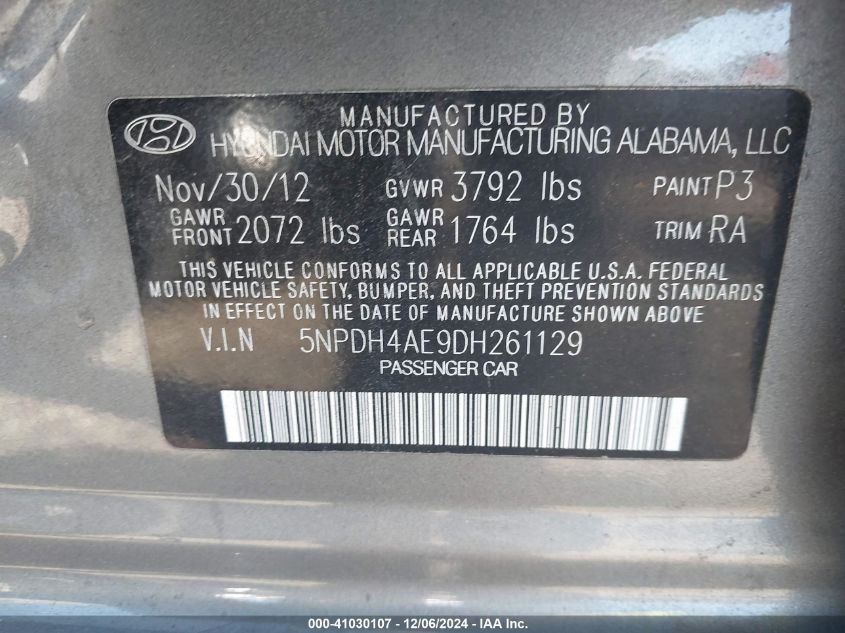 MANUFACTURED BY
HYUNDAI MOTOR MANUFACTURING ALABAMA, LLC
Nov/30/12 GVWR 3792 lbs PAINT P3
GAWR FRONT 2072 lbs GAWR REAR 1764 lbs TRIM RA
THIS VEHICLE CONFORMS TO ALL APPLICABLE U.S.A. FEDERAL
MOTOR VEHICLE SAFETY, BUMPER, AND THEFT PREVENTION STANDARDS
IN EFFECT ON THE DATE OF MANUFACTURE SHOWN ABOVE
V.I.N 5NPDH4AE9DH261129
PASSENGER CAR
000-41030107 - 12/06/2024 - IAA Inc.